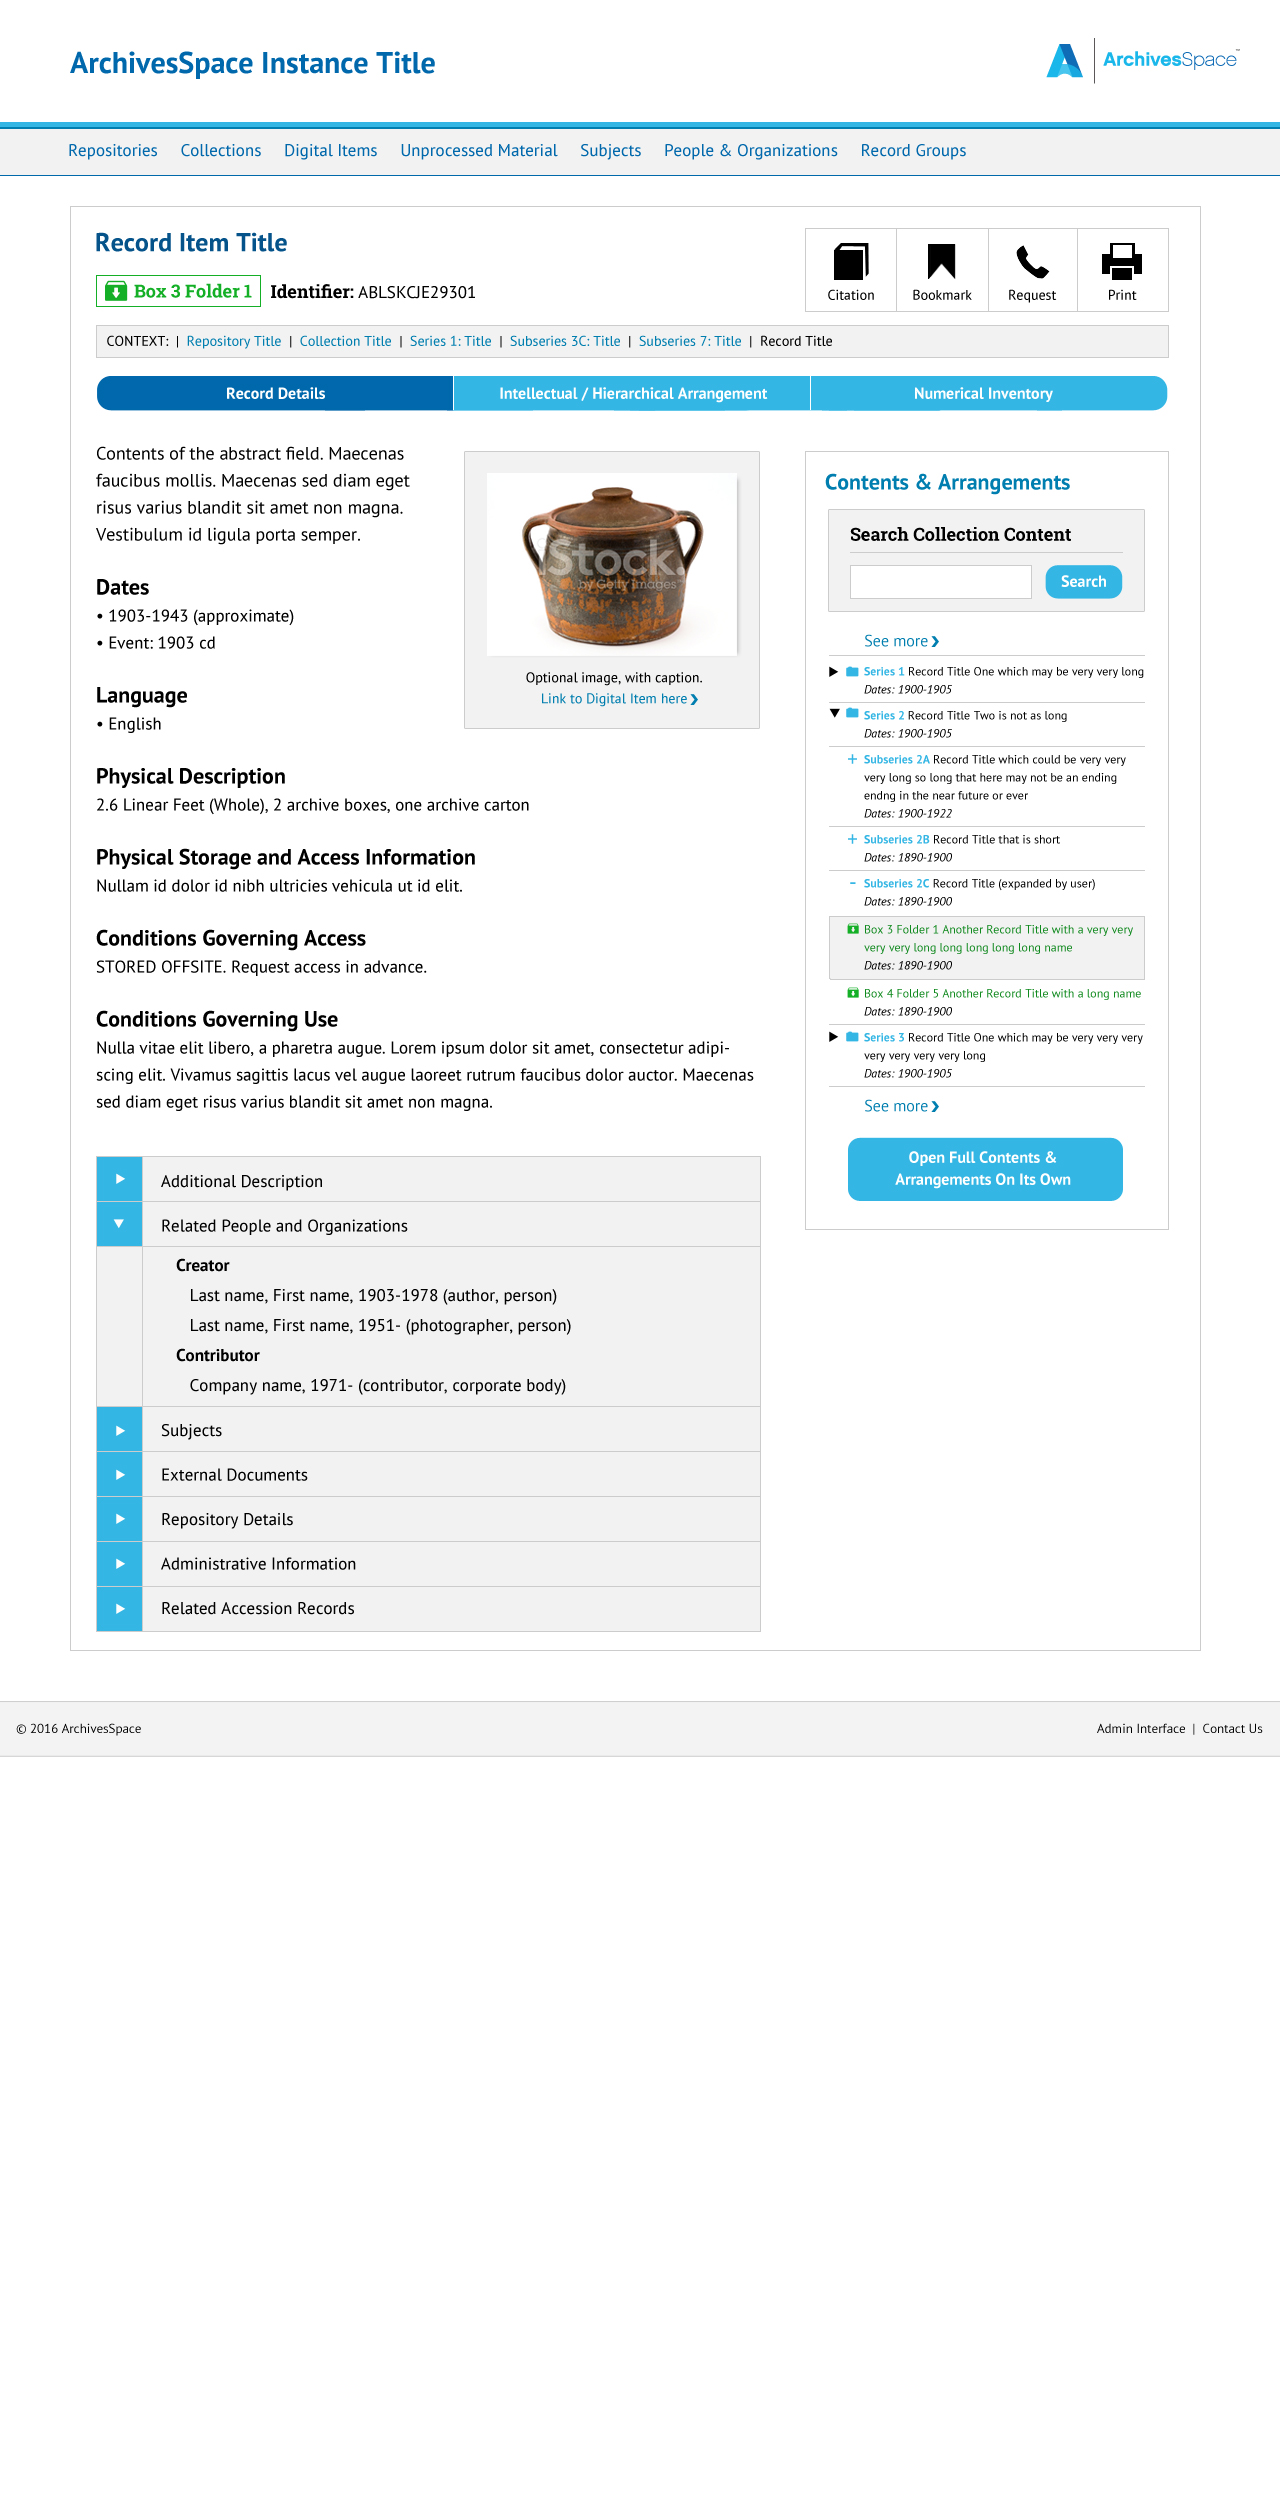 ArchivesSpace Instance Title
ArchivesSpace™
Repositories Collections Digital Items Unprocessed Material Subjects People & Organizations Record Groups
Record Item Title
Box 3 Folder 1 Identifier: ABLSKCJE29301
Citation Bookmark Request Print
CONTEXT: | Repository Title | Collection Title | Series 1: Title | Subseries 3C: Title | Subseries 7: Title | Record Title
Record Details Intellectual / Hierarchical Arrangement Numerical Inventory
Contents of the abstract field. Maecenas
faucibus mollis. Maecenas sed diam eget
risus varius blandit sit amet non magna.
Vestibulum id ligula porta semper.
Dates
• 1903-1943 (approximate)
• Event: 1903 cd
Language
• English
iStock.
by Getty Images™
Optional image, with caption.
Link to Digital Item here ❯
Physical Description
2.6 Linear Feet (Whole), 2 archive boxes, one archive carton
Physical Storage and Access Information
Nullam id dolor id nibh ultricies vehicula ut id elit.
Conditions Governing Access
STORED OFFSITE. Request access in advance.
Conditions Governing Use
Nulla vitae elit libero, a pharetra augue. Lorem ipsum dolor sit amet, consectetur adipi-
scing elit. Vivamus sagittis lacus vel augue laoreet rutrum faucibus dolor auctor. Maecenas
sed diam eget risus varius blandit sit amet non magna.
Additional Description
Related People and Organizations
Creator
Last name, First name, 1903-1978 (author, person)
Last name, First name, 1951- (photographer, person)
Contributor
Company name, 1971- (contributor, corporate body)
Subjects
External Documents
Repository Details
Administrative Information
Related Accession Records
Contents & Arrangements
Search Collection Content
Search
See more ❯
Series 1 Record Title One which may be very very long
Dates: 1900-1905
Series 2 Record Title Two is not as long
Dates: 1900-1905
+ Subseries 2A Record Title which could be very very
very long so long that here may not be an ending
endng in the near future or ever
Dates: 1900-1922
+ Subseries 2B Record Title that is short
Dates: 1890-1900
- Subseries 2C Record Title (expanded by user)
Dates: 1890-1900
Box 3 Folder 1 Another Record Title with a very very
very very long long long long long name
Dates: 1890-1900
Box 4 Folder 5 Another Record Title with a long name
Dates: 1890-1900
Series 3 Record Title One which may be very very very
very very very very long
Dates: 1900-1905
See more ❯
Open Full Contents &
Arrangements On Its Own
© 2016 ArchivesSpace
Admin Interface | Contact Us